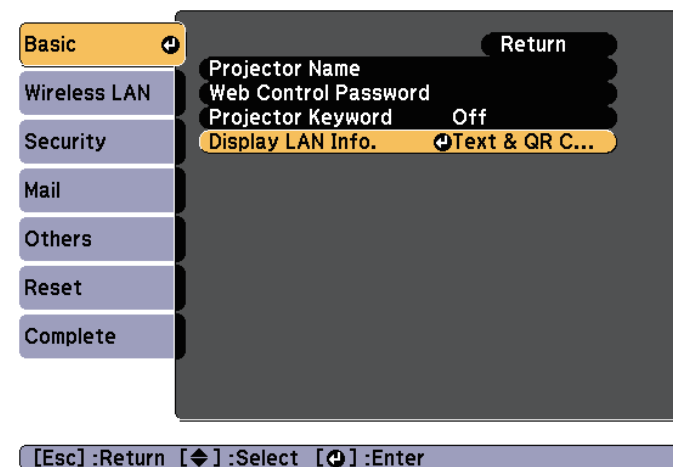 Basic
Wireless LAN
Security
Mail
Others
Reset
Complete
Return
Projector Name
Web Control Password
Projector Keyword Off
Display LAN Info. Text & QR C...
[Esc] :Return [◆] :Select [⏎] :Enter